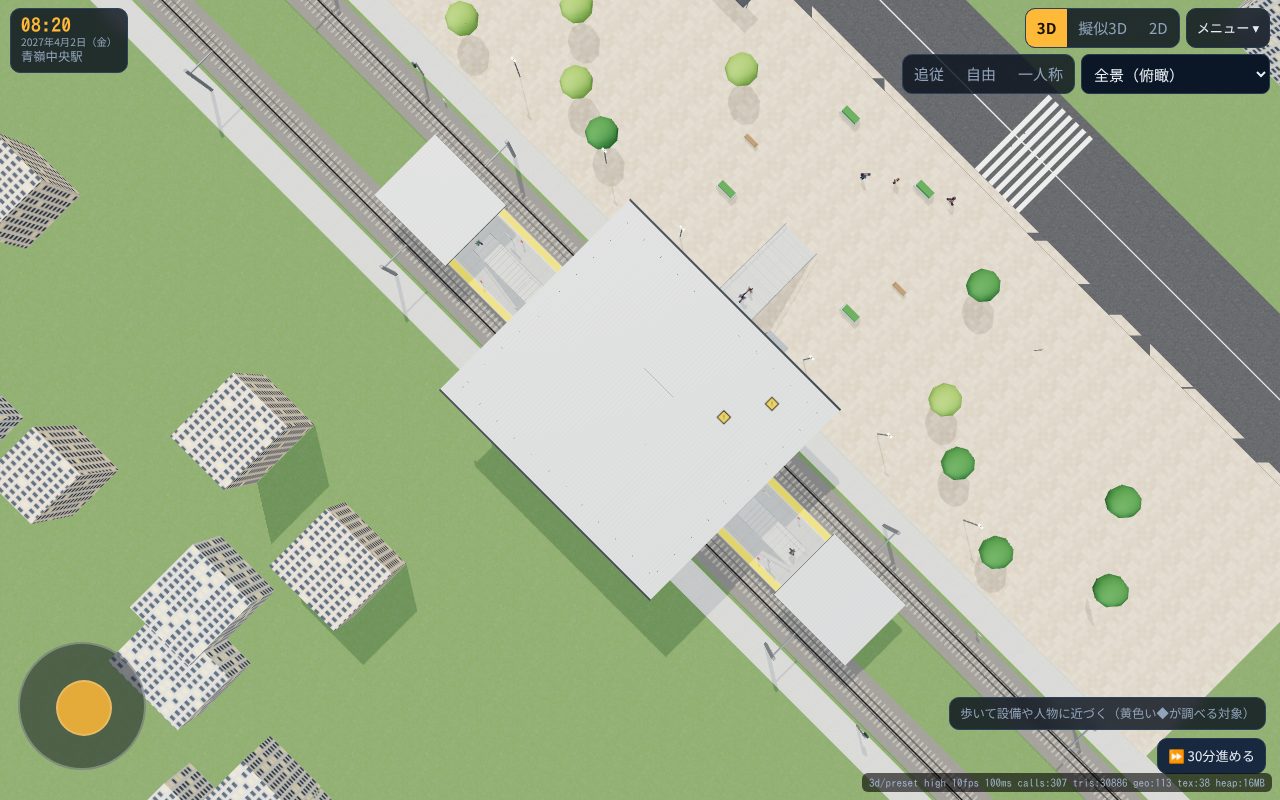 08:20
2027年4月2日（金）
青嶺中央駅
3D 擬似3D 2D メニュー▼
追従 自由 一人称 全景（俯瞰）
歩いて設備や人物に近づく（黄色い◆が調べる対象）
⏩ 30分進める
3d/preset high 10fps 100ms calls:307 tris:30886 geo:113 tex:38 heap:16MB